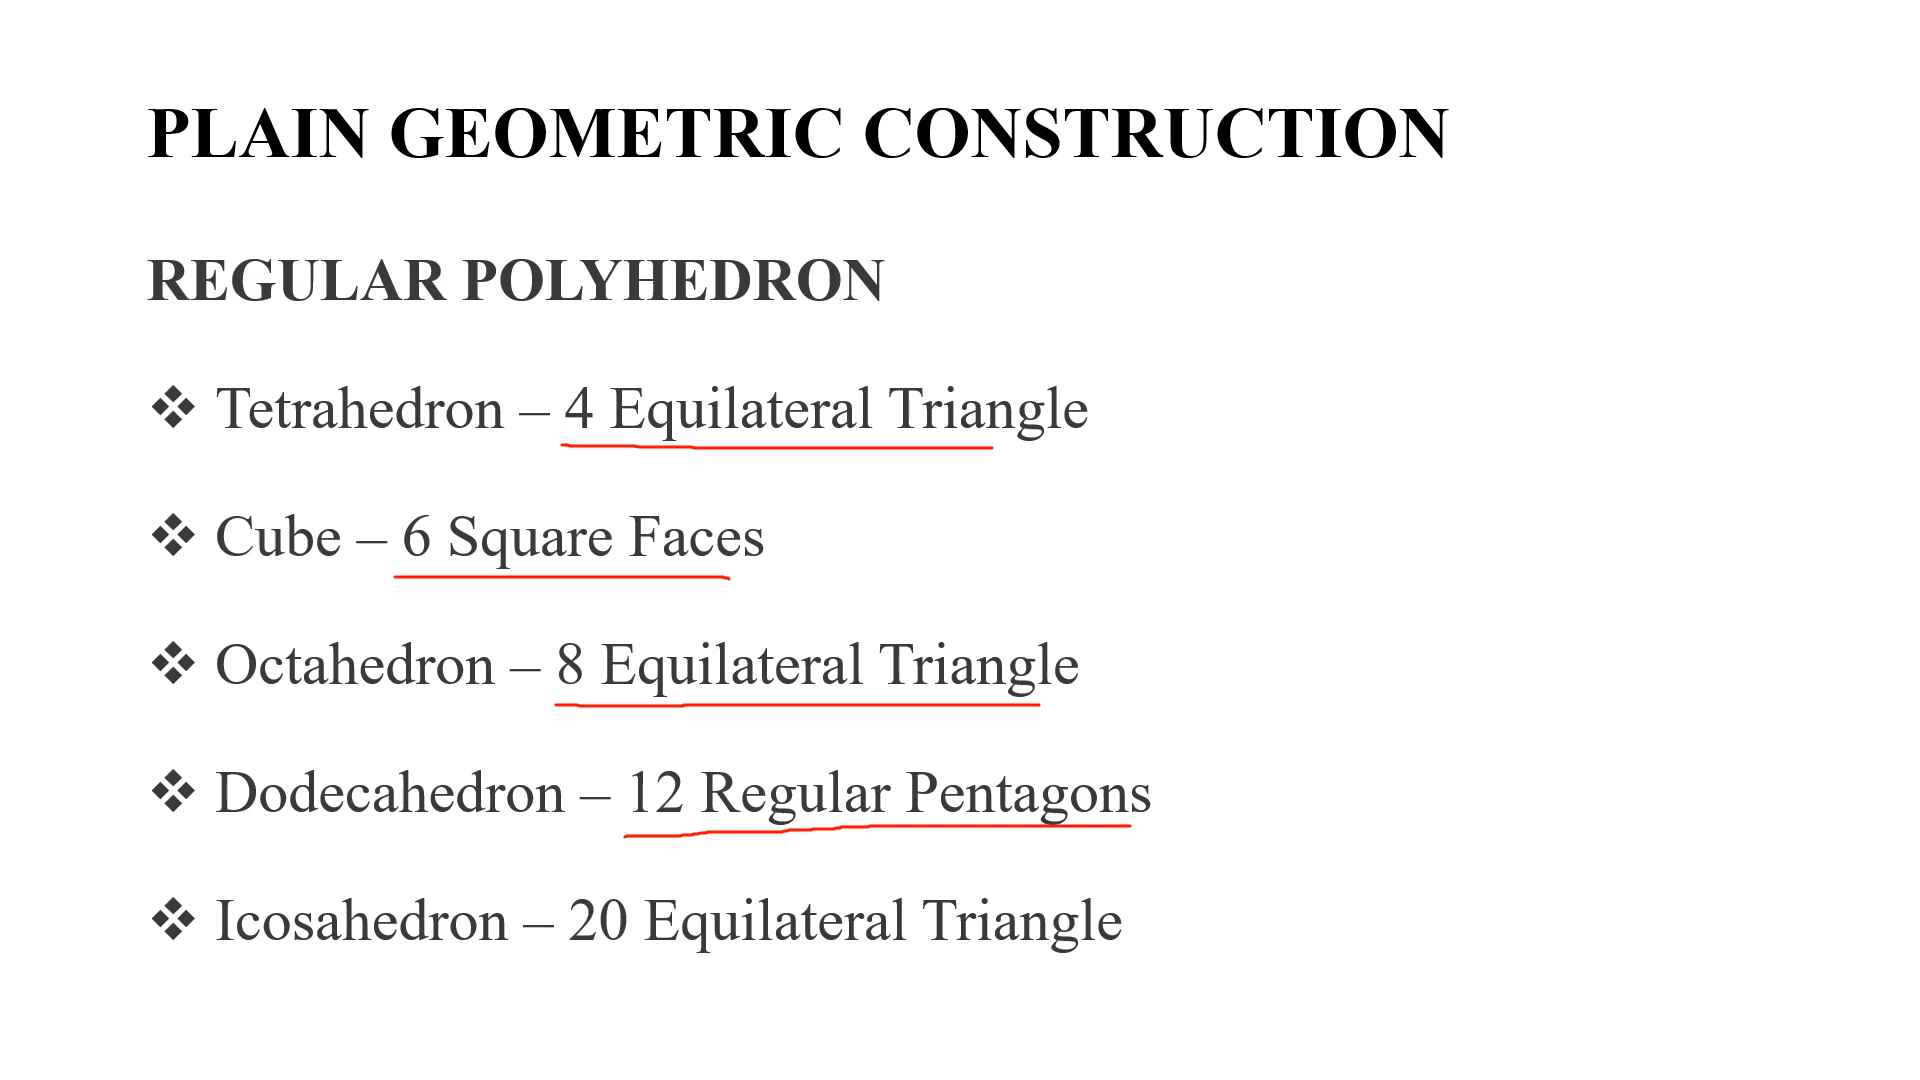 PLAIN GEOMETRIC CONSTRUCTION
REGULAR POLYHEDRON
❖ Tetrahedron – 4 Equilateral Triangle
❖ Cube – 6 Square Faces
❖ Octahedron – 8 Equilateral Triangle
❖ Dodecahedron – 12 Regular Pentagons
❖ Icosahedron – 20 Equilateral Triangle